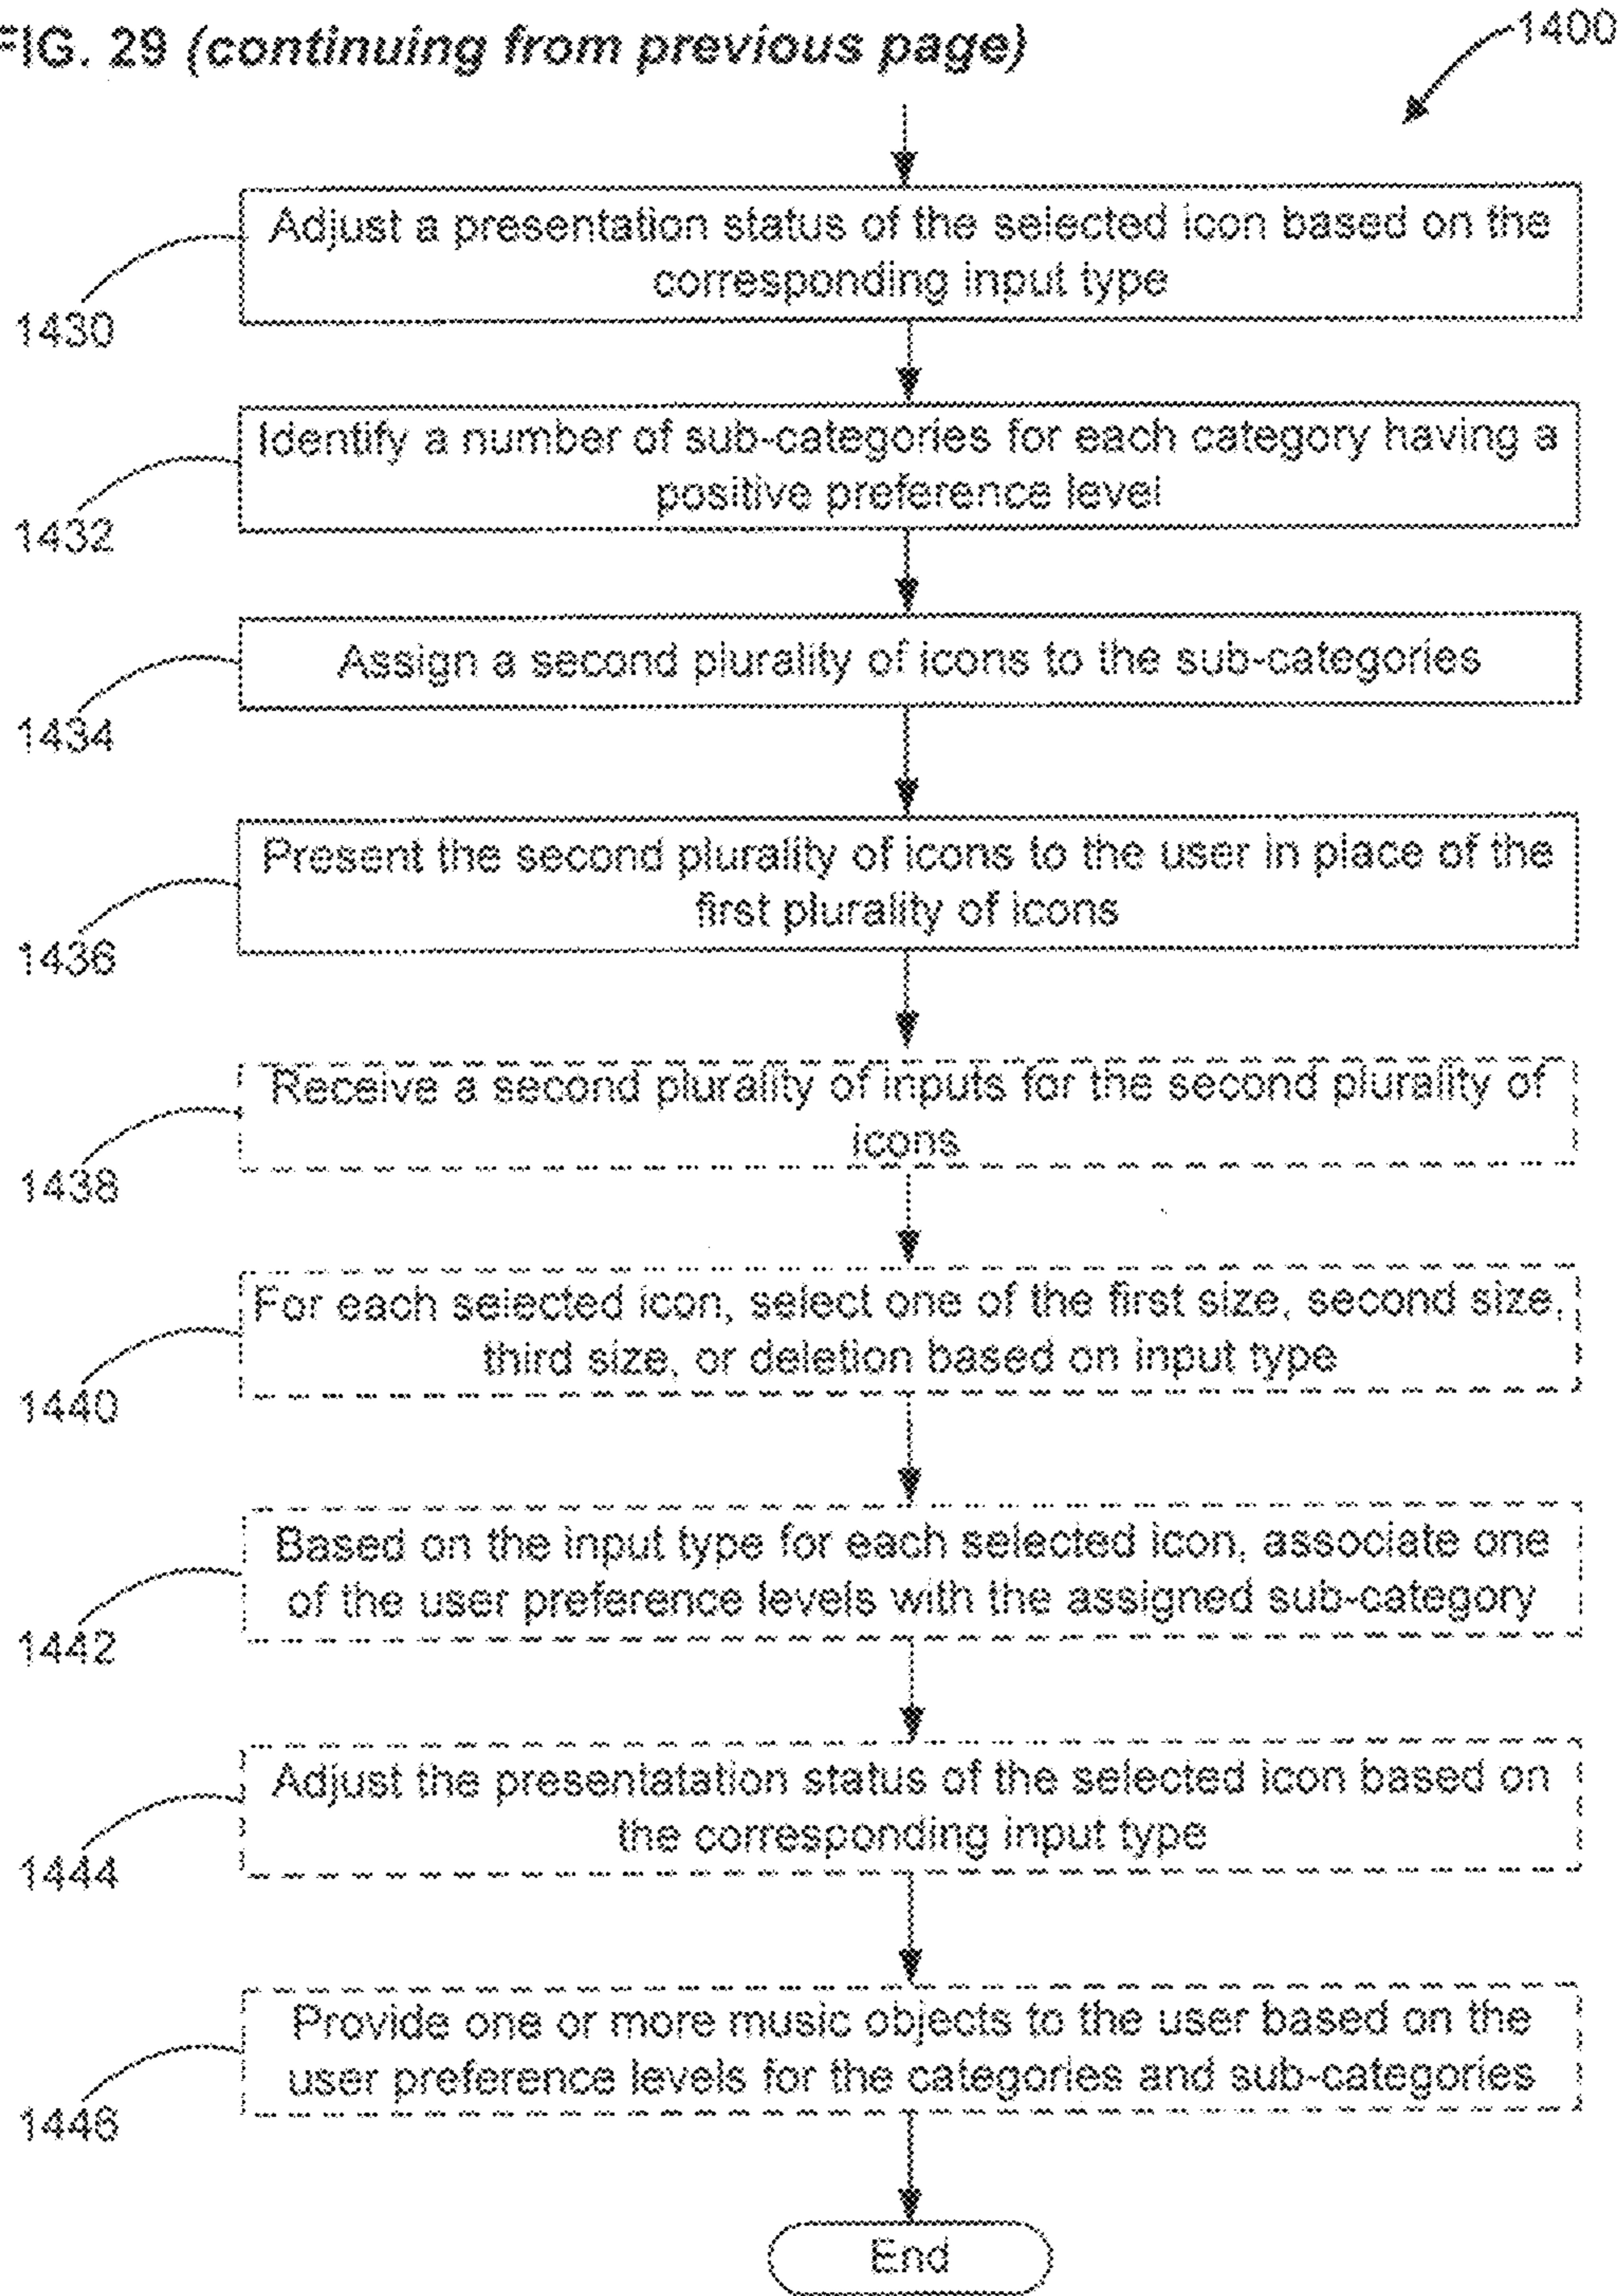 FIG. 29 (continuing from previous page)
1400
Adjust a presentation status of the selected icon based on the
corresponding input type
1430
Identify a number of sub-categories for each category having a
positive preference level
1432
Assign a second plurality of icons to the sub-categories
1434
Present the second plurality of icons to the user in place of the
first plurality of icons
1436
Receive a second plurality of inputs for the second plurality of
icons
1438
For each selected icon, select one of the first size, second size,
third size, or deletion based on input type
1440
Based on the input type for each selected icon, associate one
of the user preference levels with the assigned sub-category
1442
Adjust the presentatation status of the selected icon based on
the corresponding input type
1444
Provide one or more music objects to the user based on the
user preference levels for the categories and sub-categories
1446
End